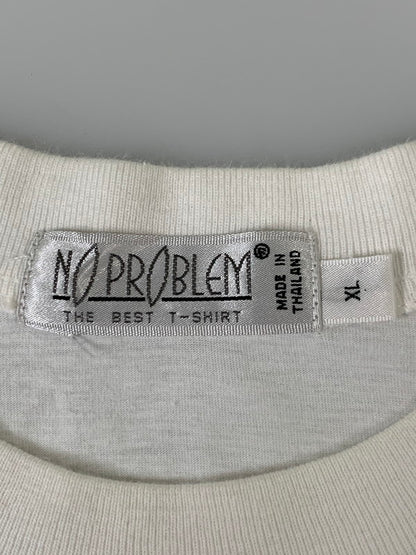 NO PROBLEM®
THE BEST T-SHIRT
MADE IN
THAILAND
XL